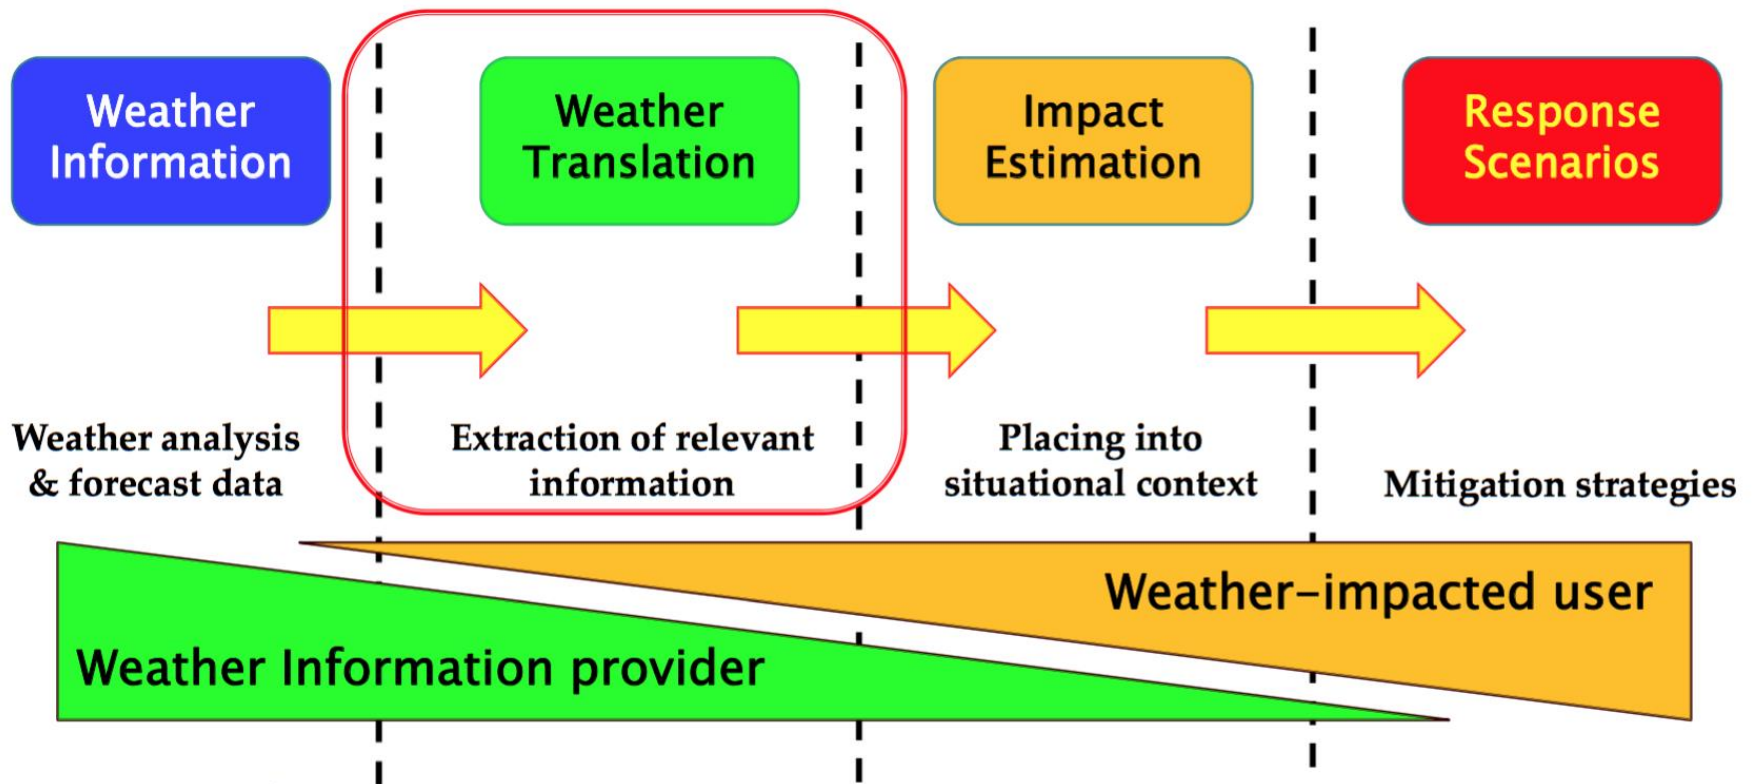 Weather
Information
Weather
Translation
Impact
Estimation
Response
Scenarios
Weather analysis
& forecast data
Extraction of relevant
information
Placing into
situational context
Mitigation strategies
Weather-impacted user
Weather Information provider